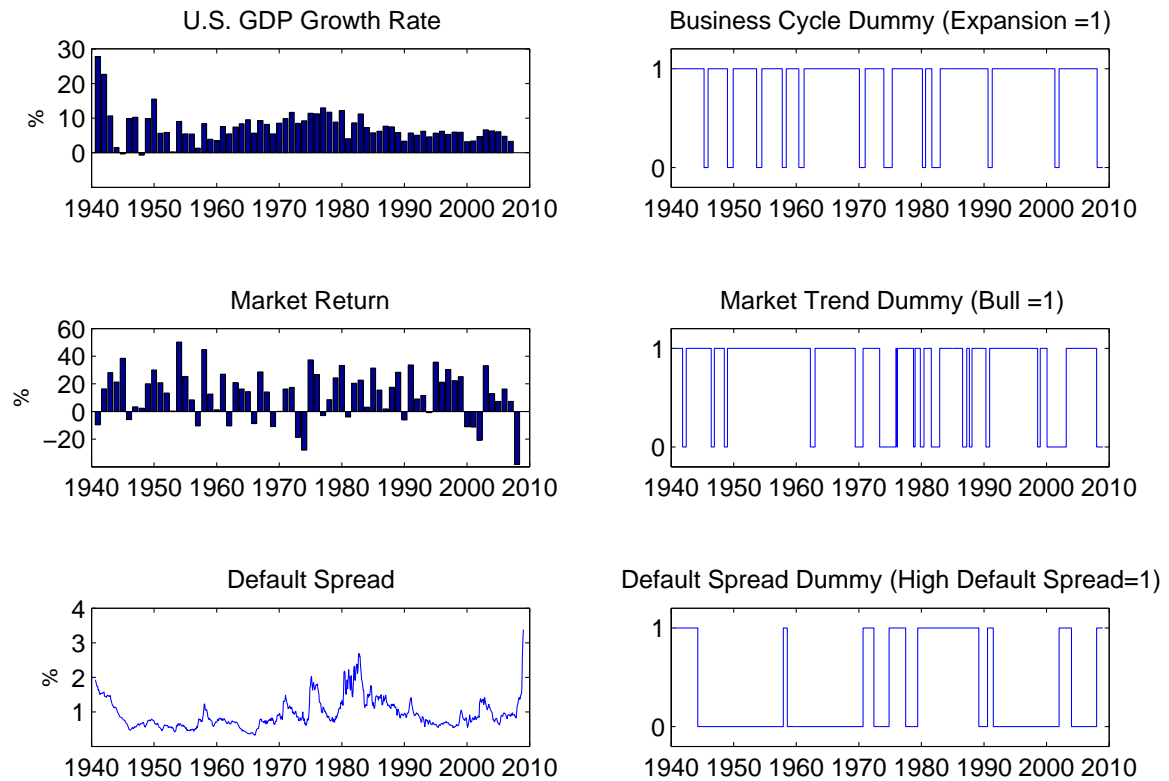 U.S. GDP Growth Rate
30
20
10
0
%
1940 1950 1960 1970 1980 1990 2000 2010
Business Cycle Dummy (Expansion =1)
1
0
1940 1950 1960 1970 1980 1990 2000 2010
Market Return
60
40
20
0
−20
%
1940 1950 1960 1970 1980 1990 2000 2010
Market Trend Dummy (Bull =1)
1
0
1940 1950 1960 1970 1980 1990 2000 2010
Default Spread
4
3
2
1
%
1940 1950 1960 1970 1980 1990 2000 2010
Default Spread Dummy (High Default Spread=1)
1
0
1940 1950 1960 1970 1980 1990 2000 2010